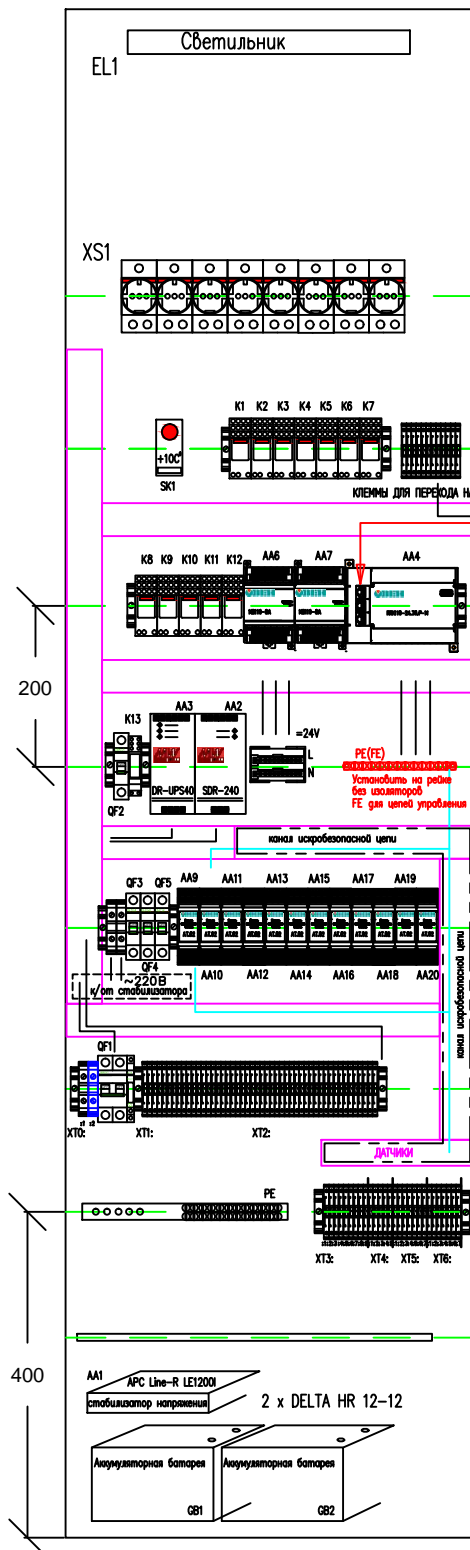 Светильник
EL1
XS1
K1 K2 K3 K4 K5 K6 K7
+10C°
SK1
КЛЕММЫ ДЛЯ ПЕРЕХОДА НА
K8 K9 K10 K11 K12 AA6 AA7 AA4
200
K13 AA3 AA2 =24V
L
N
PE(FE)
DR-UPS40 SDR-240
Установить на рейке
без изоляторов
FE для цепей управления
QF2
канал искробезопасной цепи
QF3 QF5 AA9 AA11 AA13 AA15 AA17 AA19
QF4 AA10 AA12 AA14 AA16 AA18 AA20
~220В
к/от стабилизатора
канал искробезопасной цепи
QF1
XT0: :1 :2 XT1: XT2:
ДАТЧИКИ
PE
XT3: XT4: XT5: XT6:
400
AA1 APC Line-R LE1200I
стабилизатор напряжения
2 x DELTA HR 12-12
Аккумуляторная батарея Аккумуляторная батарея
GB1 GB2